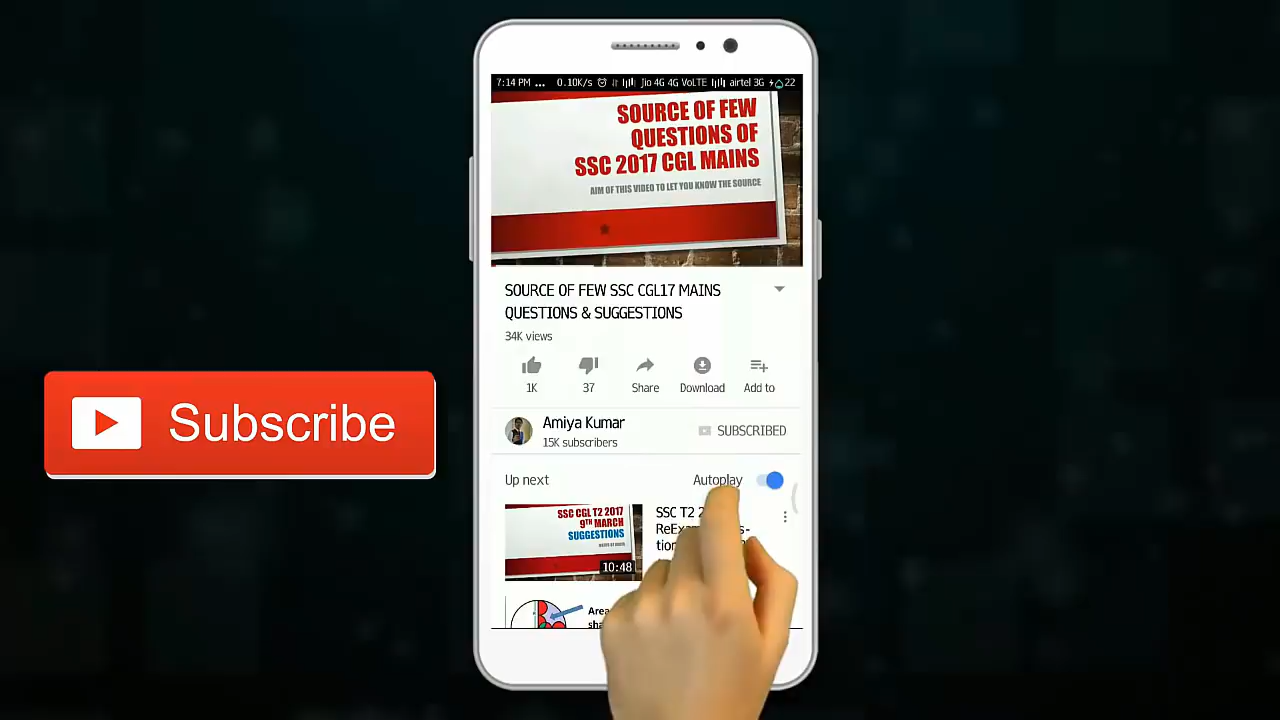 7:14 PM ... 0.10K/s Jio 4G 4G VoLTE airtel 3G 22
SOURCE OF FEW
QUESTIONS OF
SSC 2017 CGL MAINS
AIM OF THIS VIDEO TO LET YOU KNOW THE SOURCE
SOURCE OF FEW SSC CGL17 MAINS
QUESTIONS & SUGGESTIONS
34K views
1K 37 Share Download Add to
Subscribe
Amiya Kumar
15K subscribers
SUBSCRIBED
Up next Autoplay
SSC CGL T2 2017
9TH MARCH
SUGGESTIONS
10:48
SSC T2 2